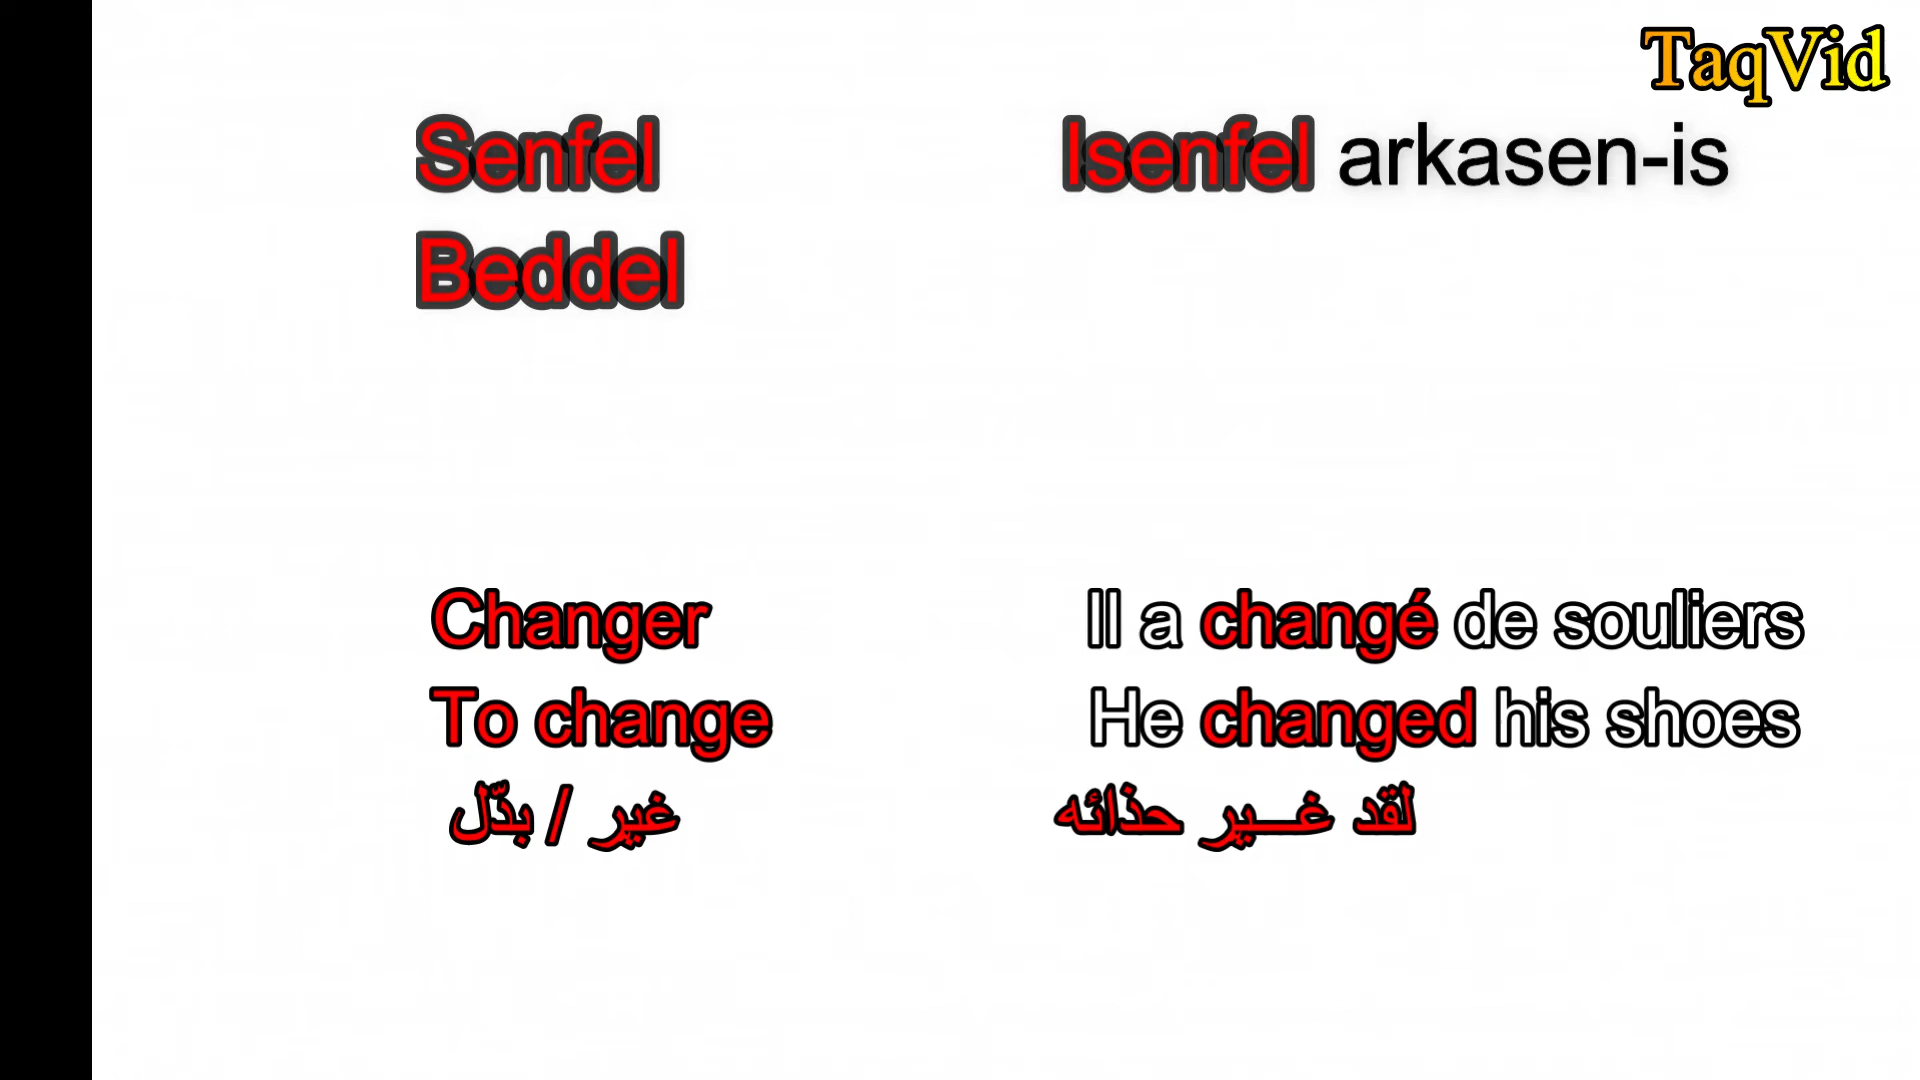 TaqVid
Senfel
Isenfel arkasen-is
Beddel
Changer
Il a changé de souliers
To change
He changed his shoes
غير / بدّل
لقد غـــير حذائه